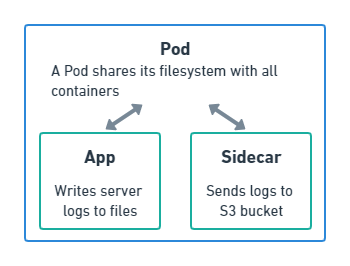 Pod
A Pod shares its filesystem with all
containers
App
Writes server
logs to files
Sidecar
Sends logs to
S3 bucket